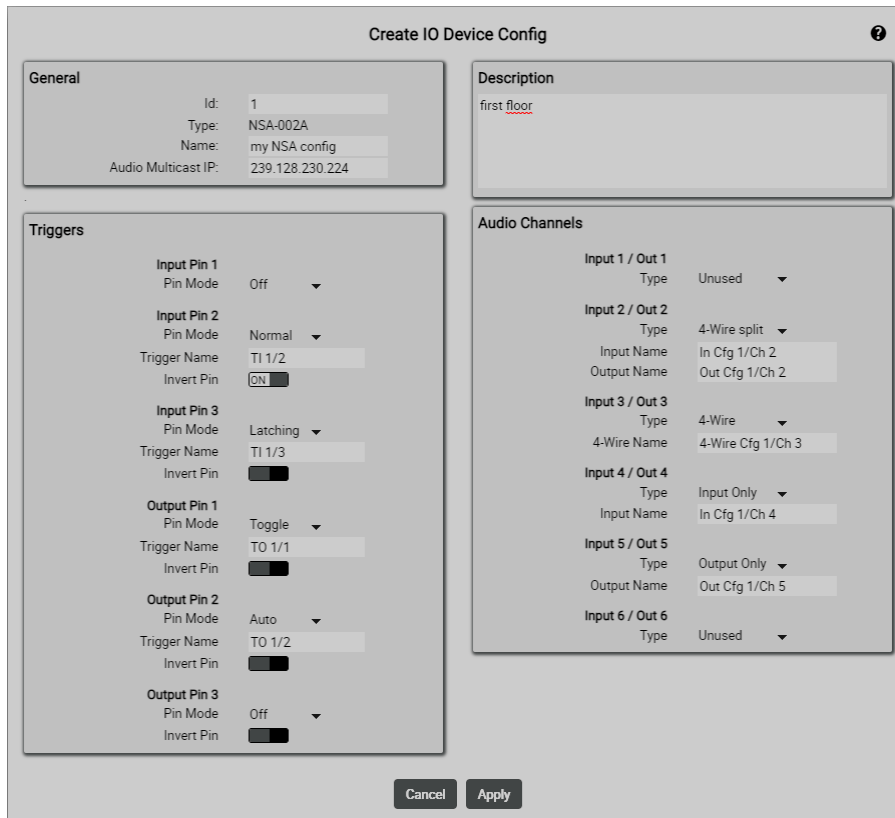 Create IO Device Config
?
General
Id: 1
Type: NSA-002A
Name: my NSA config
Audio Multicast IP: 239.128.230.224
Description
first floor
Triggers
Input Pin 1
Pin Mode Off
Input Pin 2
Pin Mode Normal
Trigger Name TI 1/2
Invert Pin ON
Input Pin 3
Pin Mode Latching
Trigger Name TI 1/3
Invert Pin
Output Pin 1
Pin Mode Toggle
Trigger Name TO 1/1
Invert Pin
Output Pin 2
Pin Mode Auto
Trigger Name TO 1/2
Invert Pin
Output Pin 3
Pin Mode Off
Invert Pin
Audio Channels
Input 1 / Out 1
Type Unused
Input 2 / Out 2
Type 4-Wire split
Input Name In Cfg 1/Ch 2
Output Name Out Cfg 1/Ch 2
Input 3 / Out 3
Type 4-Wire
4-Wire Name 4-Wire Cfg 1/Ch 3
Input 4 / Out 4
Type Input Only
Input Name In Cfg 1/Ch 4
Input 5 / Out 5
Type Output Only
Output Name Out Cfg 1/Ch 5
Input 6 / Out 6
Type Unused
Cancel Apply